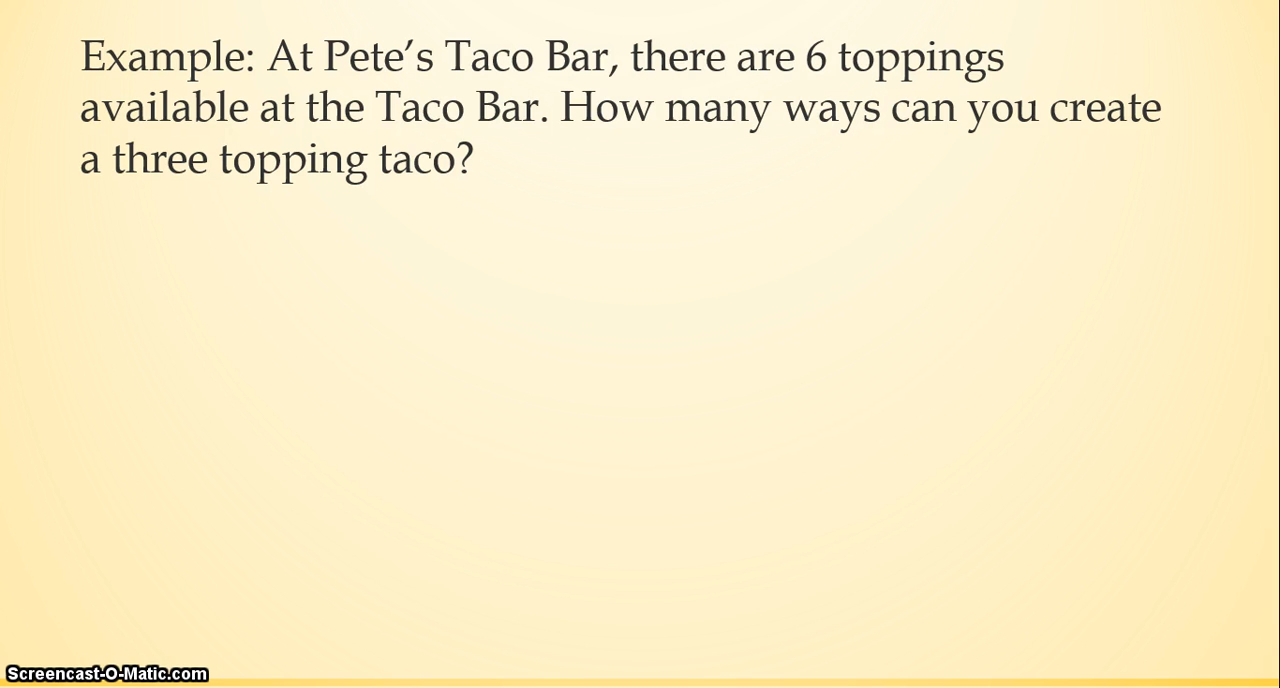 Example: At Pete’s Taco Bar, there are 6 toppings
available at the Taco Bar. How many ways can you create
a three topping taco?
Screencast-O-Matic.com